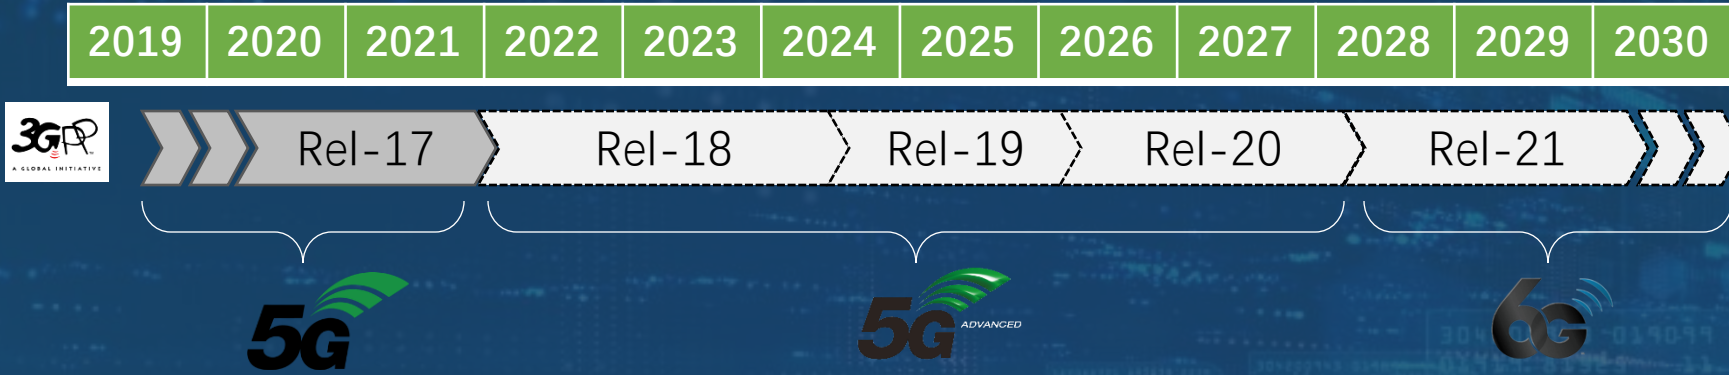 2019 2020 2021 2022 2023 2024 2025 2026 2027 2028 2029 2030
3GPP
A GLOBAL INITIATIVE
Rel-17 Rel-18 Rel-19 Rel-20 Rel-21
5G
5G ADVANCED
6G